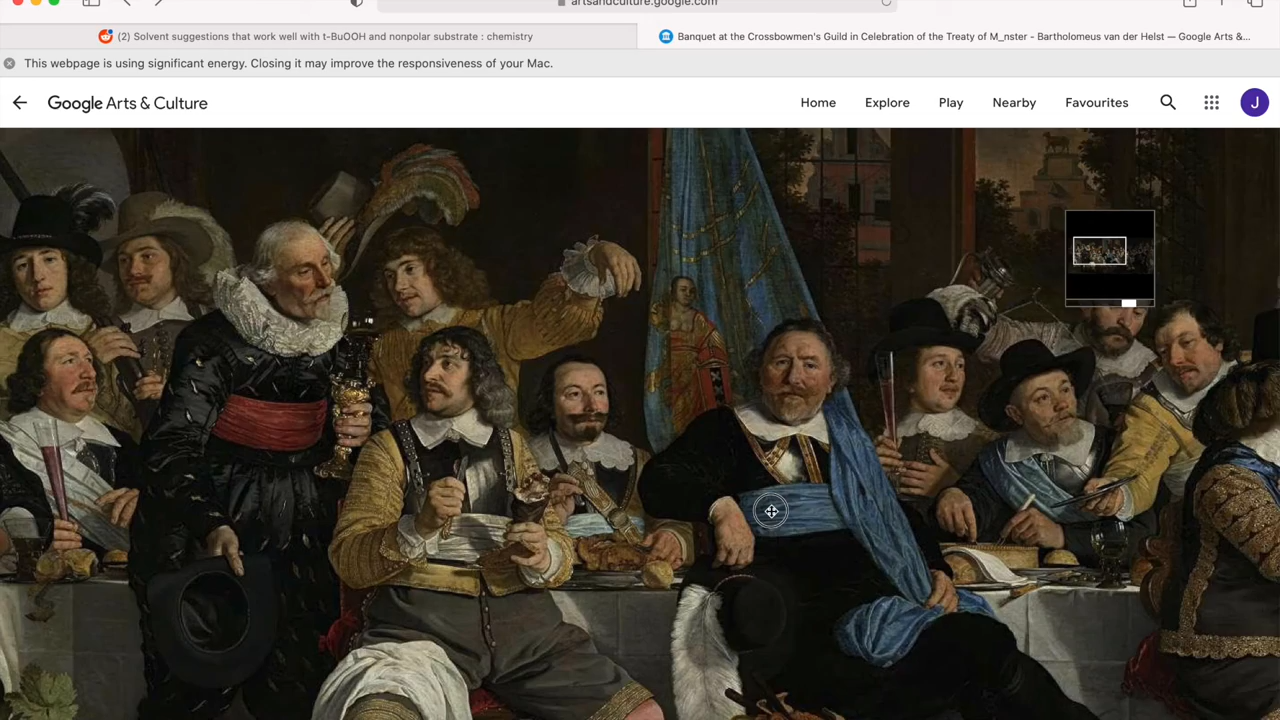 artsandculture.google.com
(2) Solvent suggestions that work well with t-BuOOH and nonpolar substrate : chemistry
Banquet at the Crossbowmen's Guild in Celebration of the Treaty of M_nster - Bartholomeus van der Helst — Google Arts &...
This webpage is using significant energy. Closing it may improve the responsiveness of your Mac.
Google Arts & Culture
Home
Explore
Play
Nearby
Favourites
J